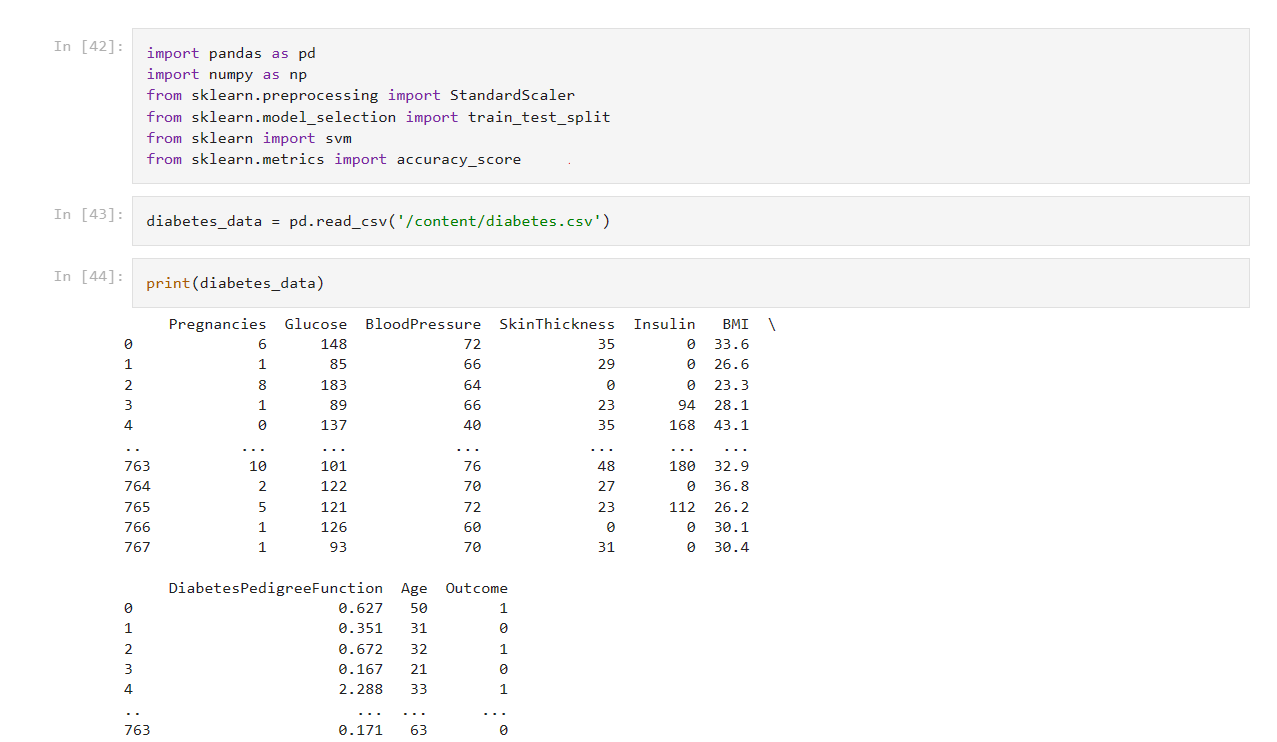 In [42]:
import pandas as pd
import numpy as np
from sklearn.preprocessing import StandardScaler
from sklearn.model_selection import train_test_split
from sklearn import svm
from sklearn.metrics import accuracy_score
In [43]:
diabetes_data = pd.read_csv('/content/diabetes.csv')
In [44]:
print(diabetes_data)
     Pregnancies  Glucose  BloodPressure  SkinThickness  Insulin   BMI  \
0              6      148             72             35        0  33.6
1              1       85             66             29        0  26.6
2              8      183             64              0        0  23.3
3              1       89             66             23       94  28.1
4              0      137             40             35      168  43.1
..           ...      ...            ...            ...      ...   ...
763           10      101             76             48      180  32.9
764            2      122             70             27        0  36.8
765            5      121             72             23      112  26.2
766            1      126             60              0        0  30.1
767            1       93             70             31        0  30.4
     DiabetesPedigreeFunction  Age  Outcome
0                       0.627   50        1
1                       0.351   31        0
2                       0.672   32        1
3                       0.167   21        0
4                       2.288   33        1
..                        ...  ...      ...
763                     0.171   63        0